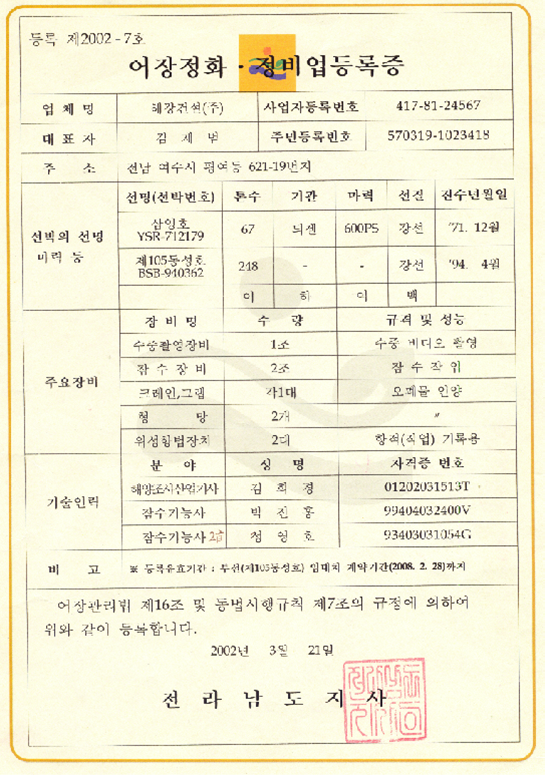 등록 제2002-7호
어장정화·정비업등록증
업체명 해강건설(주) 사업자등록번호 417-81-24567
대표자 김 세 범 주민등록번호 570319-1023418
주 소 전남 여수시 평여동 621-19번지
선박의 선명 마력 등 선명(선박번호) 톤수 기관 마력 선질 진수년월일
삼영호 YSR-712179 67 디젤 600PS 강선 '71. 12월
제105동성호 BSB-940362 248 - - 강선 '94. 4월
이 하 여 백
주요장비 장비명 수 량 규격 및 성능
수중촬영장비 1조 수중 비디오 촬영
잠수장비 2조 잠수작업
크레인,그랩 각1대 오폐물 인양
형 망 2개 〃
위성항법장치 2대 항적(직업) 기록용
기술인력 분 야 성 명 자격증 번호
해양조사산업기사 김 희 경 01202031513T
잠수기능사 박 진 홍 99404032400V
잠수기능사 정 영 호 93403031054G
비 고 ※ 등록유효기간 : 부선(제105동성호) 임대차 계약기간(2008. 2. 28)까지
어장관리법 제16조 및 동법시행규칙 제7조의 규정에 의하여
위와 같이 등록합니다.
2002년 3월 21일
전라남도지사